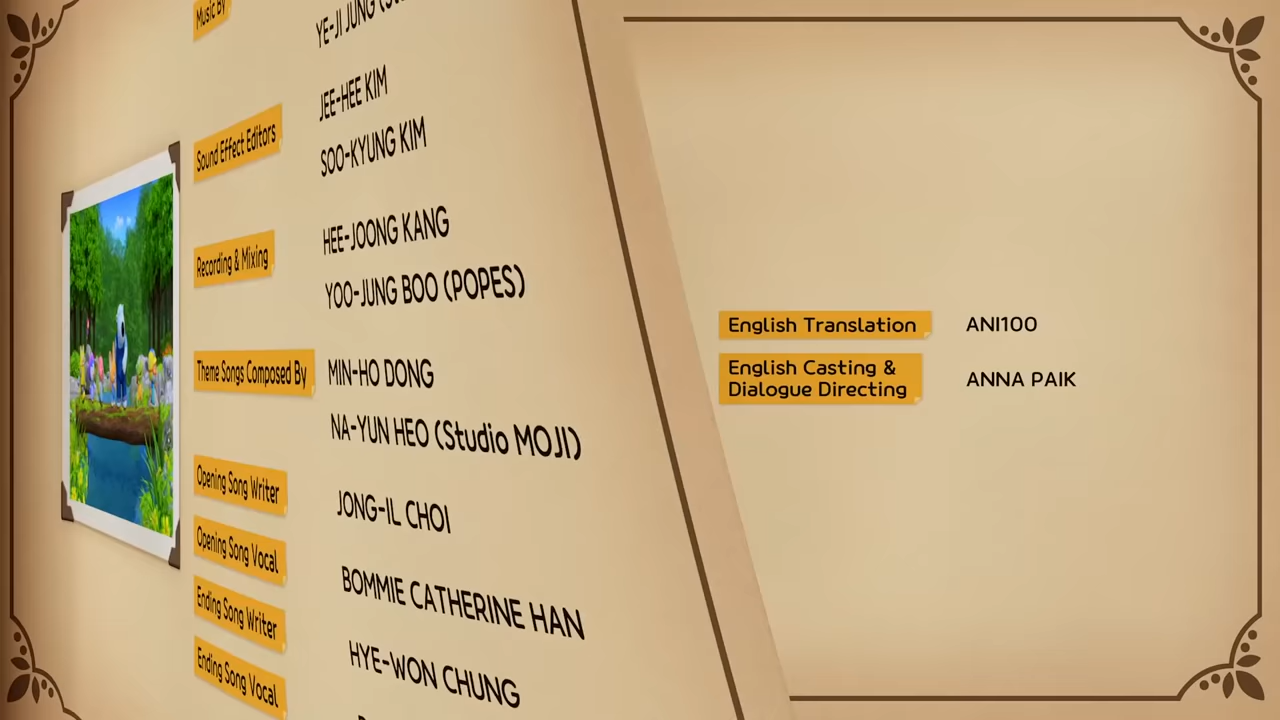 Music By
YE-JI JUNG
Sound Effect Editors
JEE-HEE KIM
SOO-KYUNG KIM
Recording & Mixing
HEE-JOONG KANG
YOO-JUNG BOO (POPES)
Theme Songs Composed By
MIN-HO DONG
NA-YUN HEO (Studio MOJI)
Opening Song Writer
JONG-IL CHOI
Opening Song Vocal
BOMMIE CATHERINE HAN
Ending Song Writer
HYE-WON CHUNG
Ending Song Vocal
English Translation
ANI100
English Casting &
Dialogue Directing
ANNA PAIK